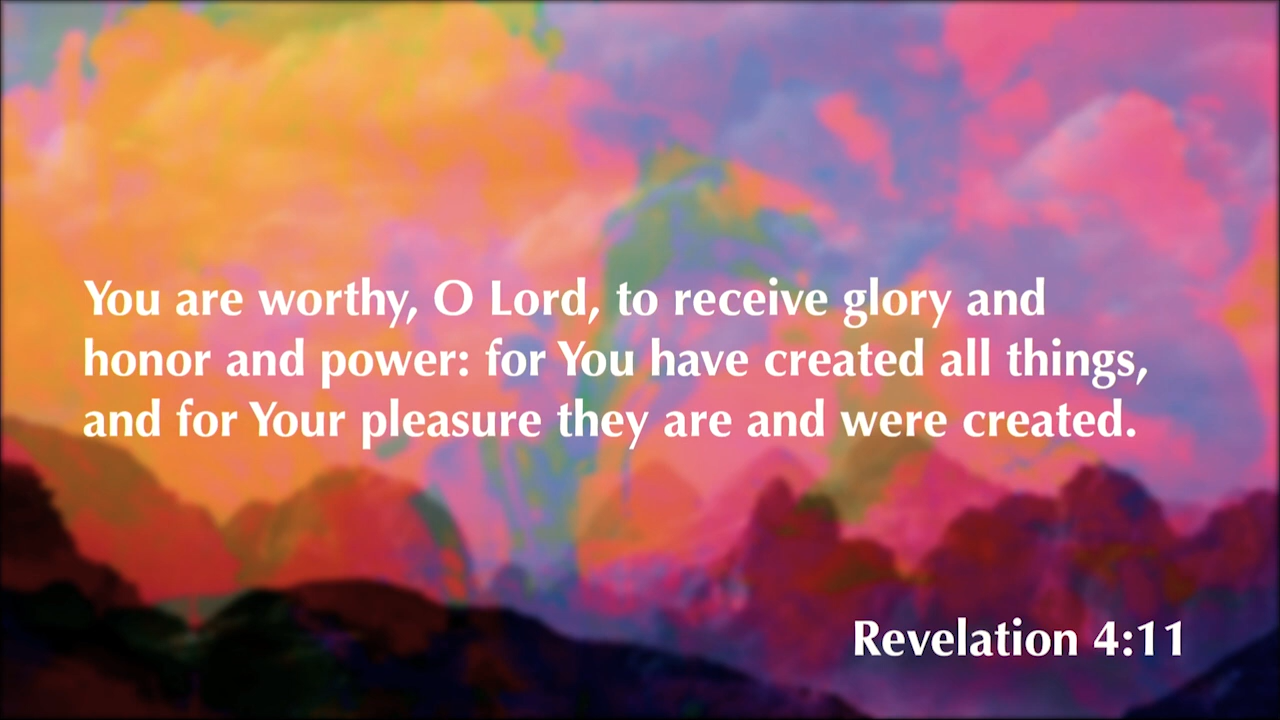 You are worthy, O Lord, to receive glory and
honor and power: for You have created all things,
and for Your pleasure they are and were created.
Revelation 4:11